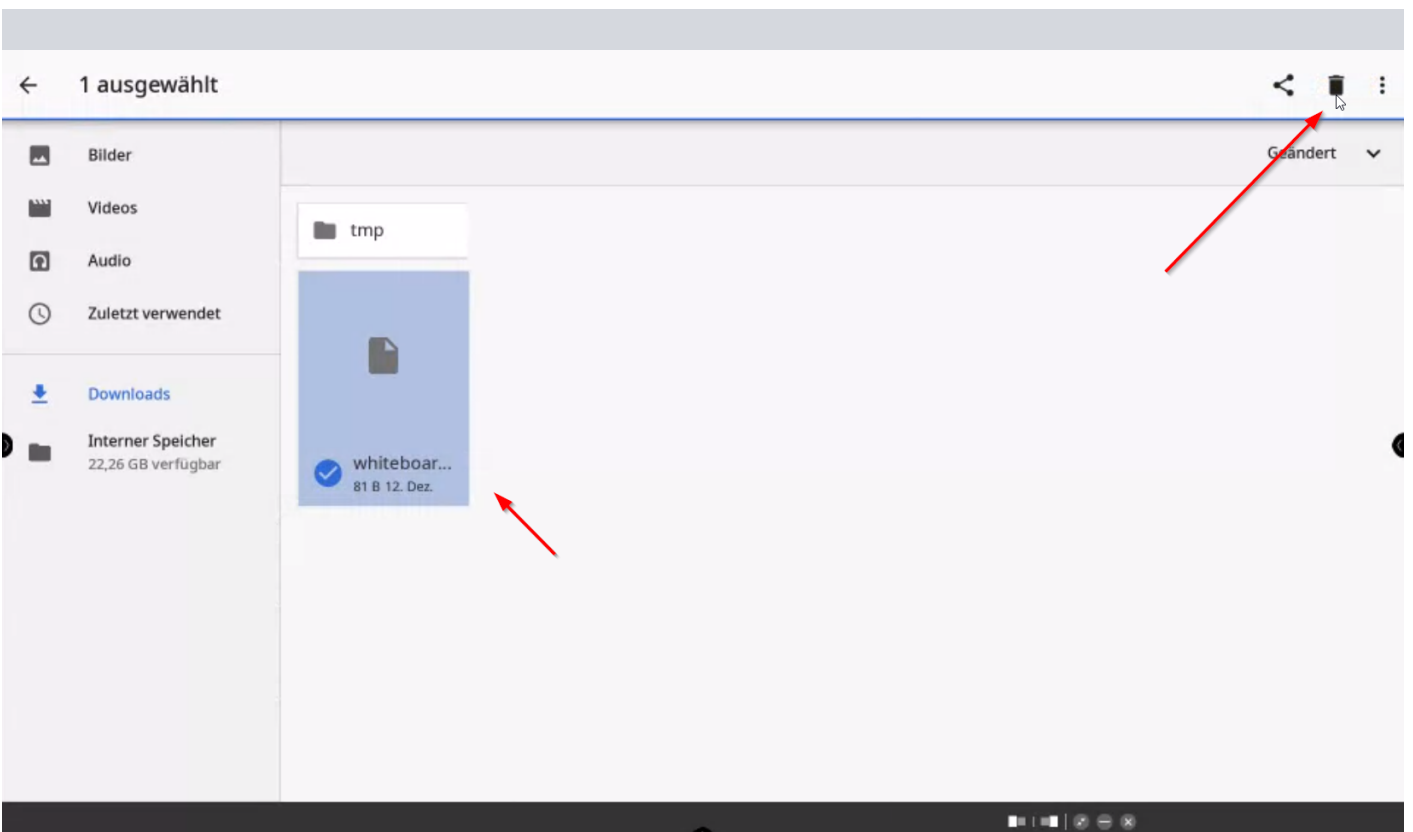 1 ausgewählt
Bilder
Videos
Audio
Zuletzt verwendet
Downloads
Interner Speicher
22,26 GB verfügbar
Geändert
tmp
whiteboar...
81 B 12. Dez.